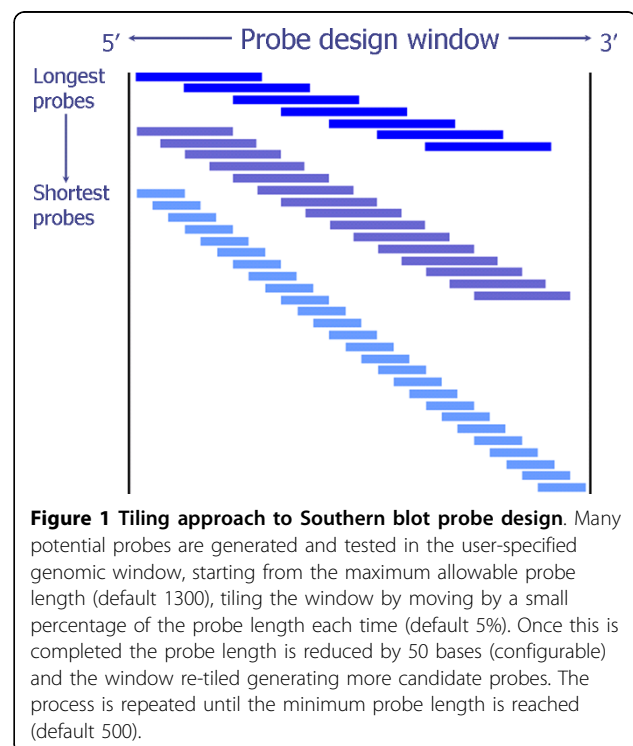 5′ Probe design window 3′
Longest
probes
Shortest
probes
Figure 1 Tiling approach to Southern blot probe design. Many
potential probes are generated and tested in the user-specified
genomic window, starting from the maximum allowable probe
length (default 1300), tiling the window by moving by a small
percentage of the probe length each time (default 5%). Once this is
completed the probe length is reduced by 50 bases (configurable)
and the window re-tiled generating more candidate probes. The
process is repeated until the minimum probe length is reached
(default 500).